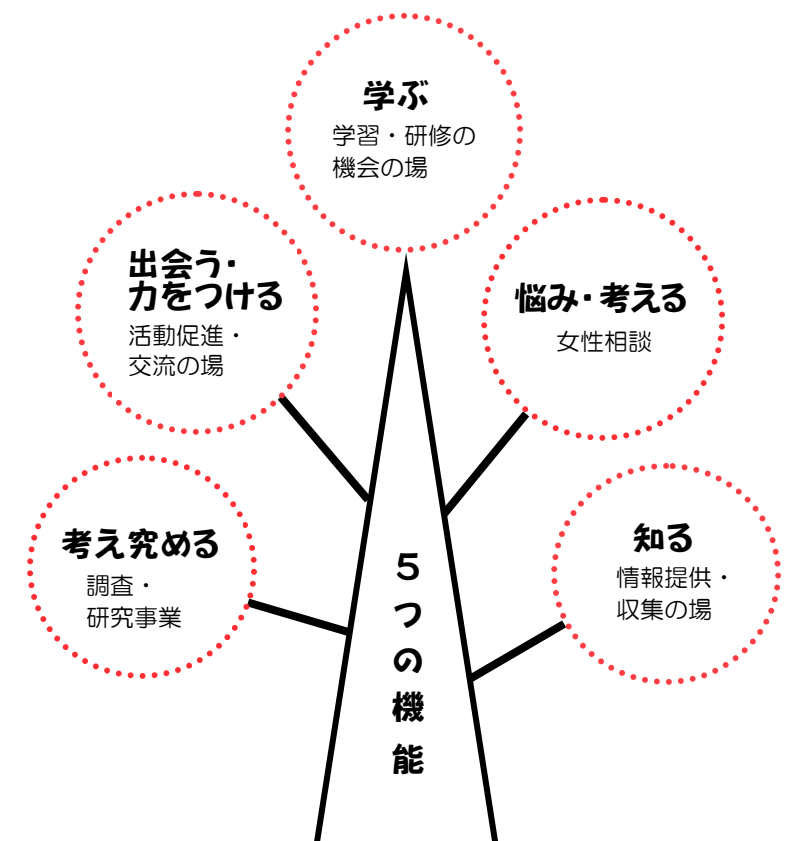 学ぶ
学習・研修の
機会の場
出会う・
力をつける
活動促進・
交流の場
悩み・考える
女性相談
考え究める
調査・
研究事業
知る
情報提供・
収集の場
5つの機能